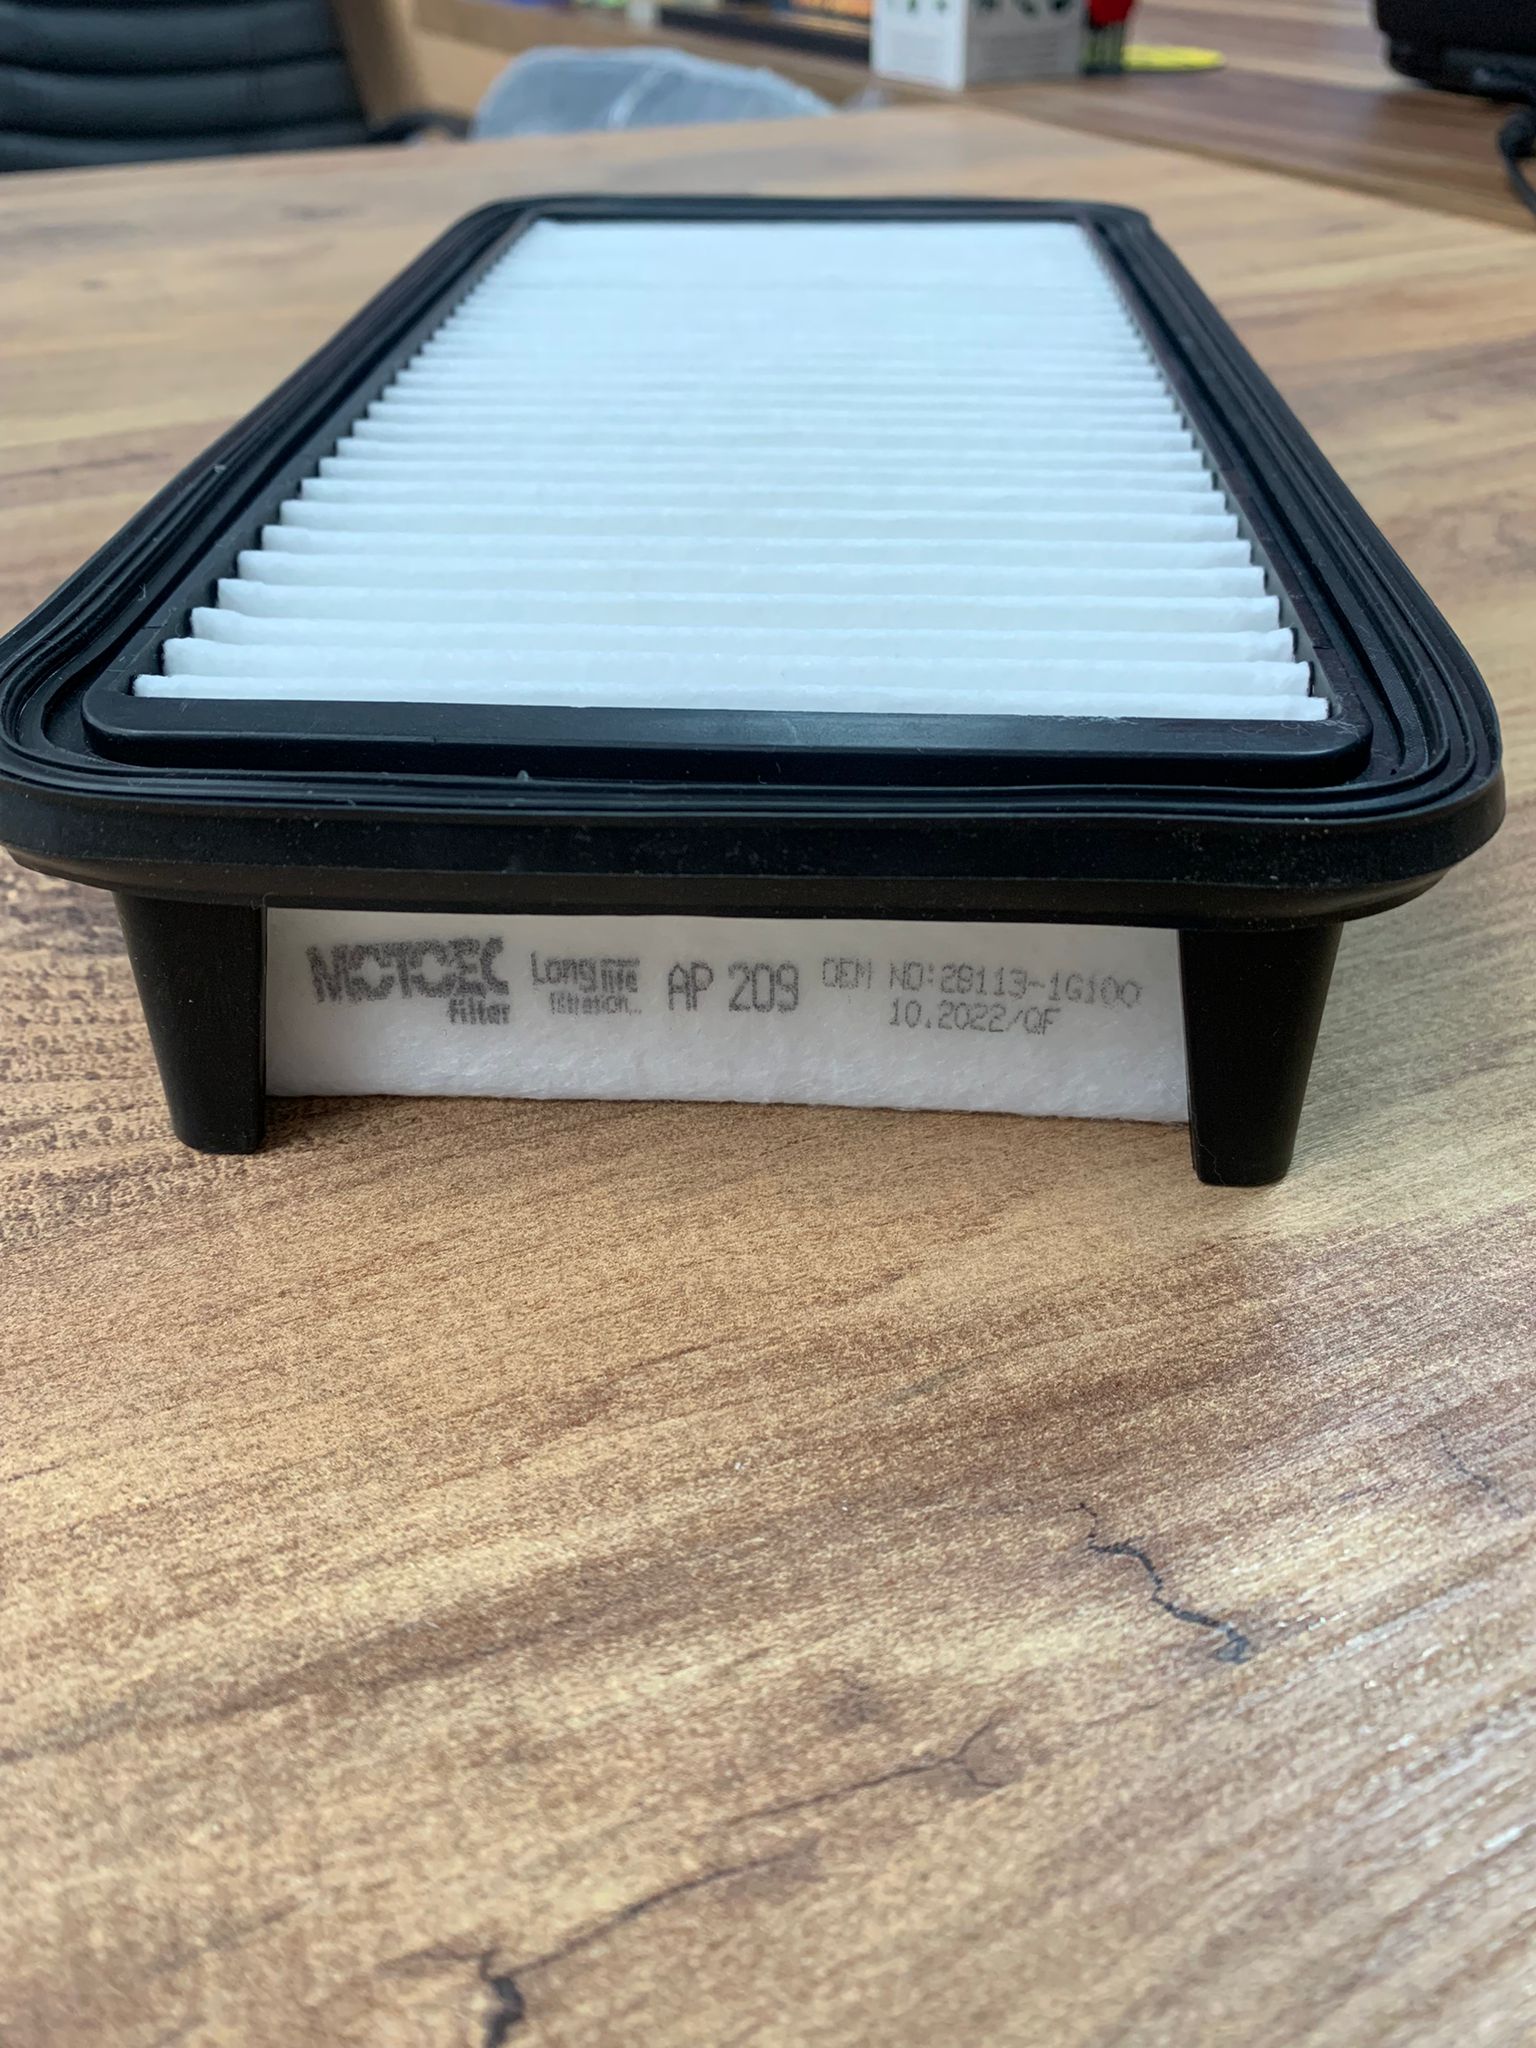 MOTOEC
filter
Long life
filtration...
AP 209
OEM NO:28113-1G100
10.2022/QF